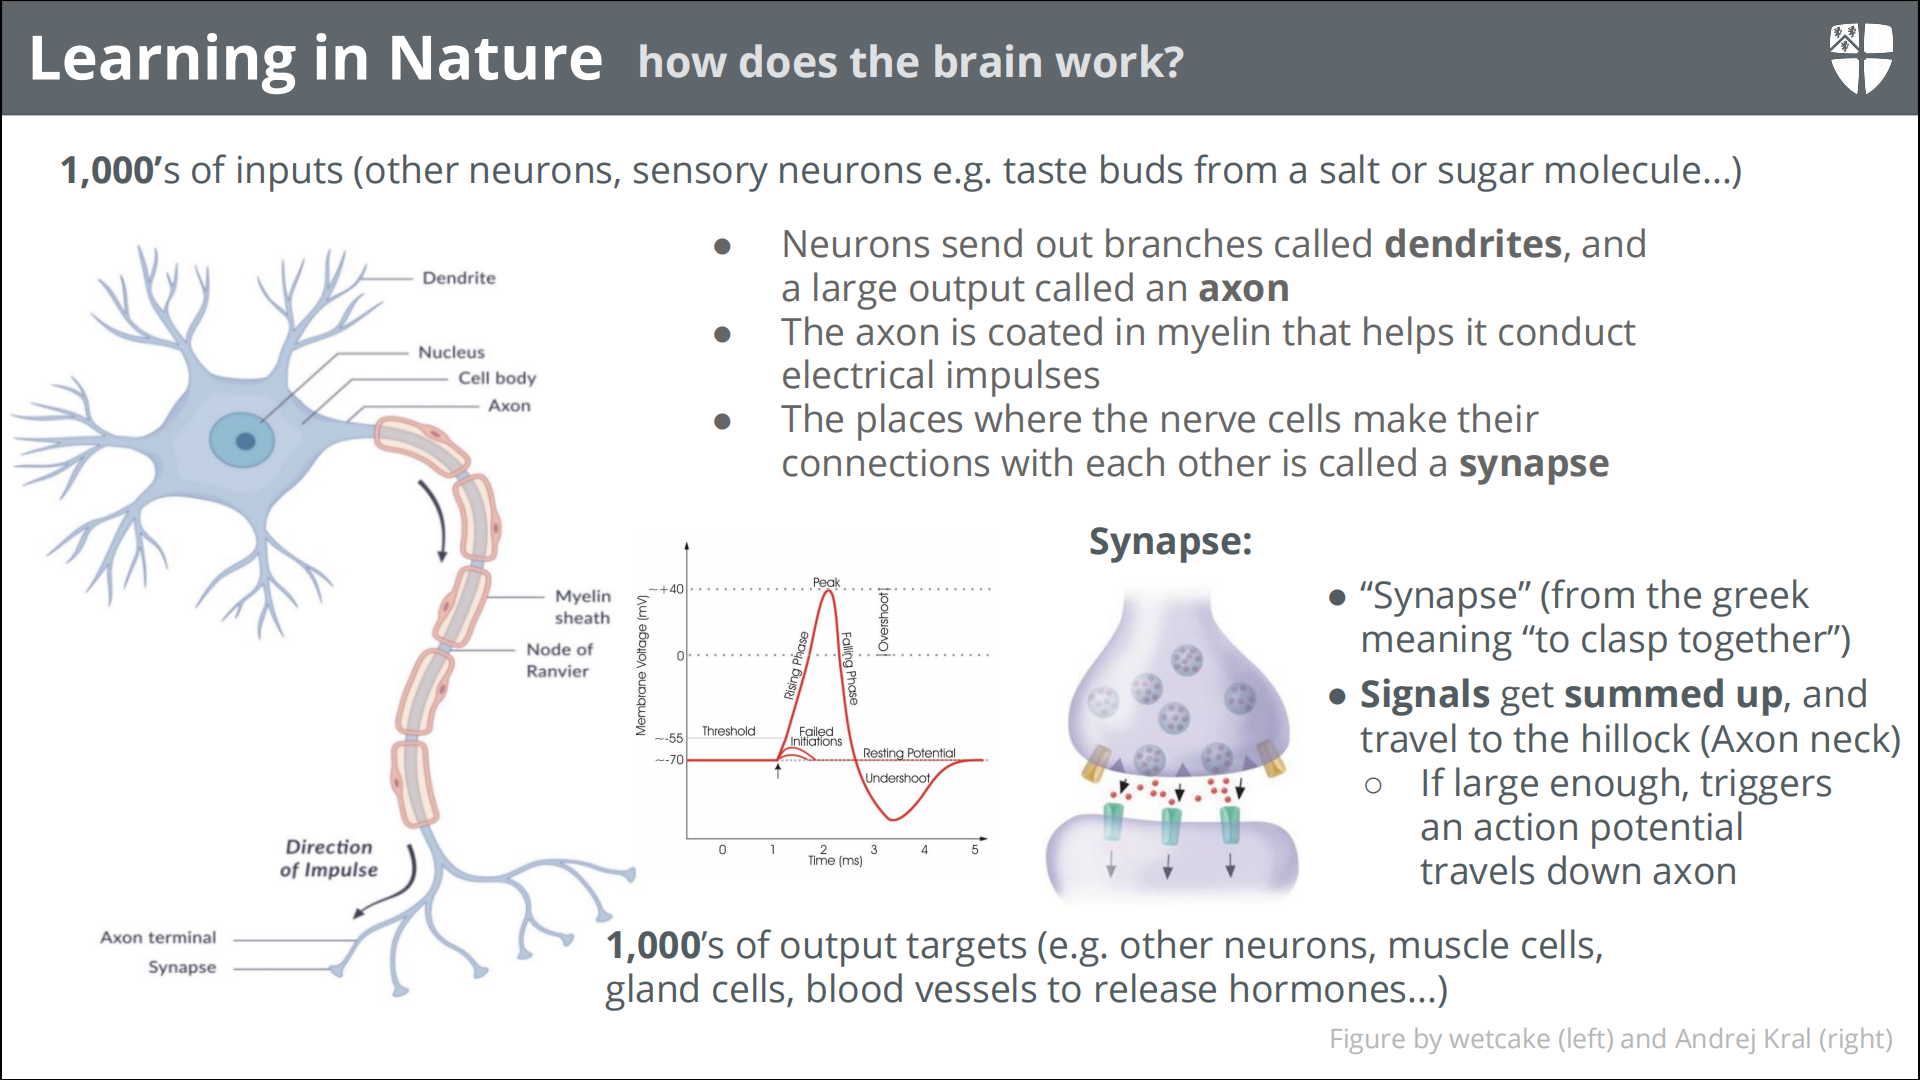 Learning in Nature how does the brain work?
1,000’s of inputs (other neurons, sensory neurons e.g. taste buds from a salt or sugar molecule...)
● Neurons send out branches called dendrites, and
a large output called an axon
● The axon is coated in myelin that helps it conduct
electrical impulses
● The places where the nerve cells make their
connections with each other is called a synapse
Dendrite
Nucleus
Cell body
Axon
Myelin
sheath
Node of
Ranvier
Direction
of Impulse
Axon terminal
Synapse
Membrane Voltage (mV)
~+40
0
~-55
~-70
Peak
Overshoot
Rising Phase
Falling Phase
Threshold
Failed
Initiations
Resting Potential
Undershoot
0 1 2 3 4 5
Time (ms)
Synapse:
● “Synapse” (from the greek
meaning “to clasp together”)
● Signals get summed up, and
travel to the hillock (Axon neck)
○ If large enough, triggers
an action potential
travels down axon
1,000’s of output targets (e.g. other neurons, muscle cells,
gland cells, blood vessels to release hormones...)
Figure by wetcake (left) and Andrej Kral (right)